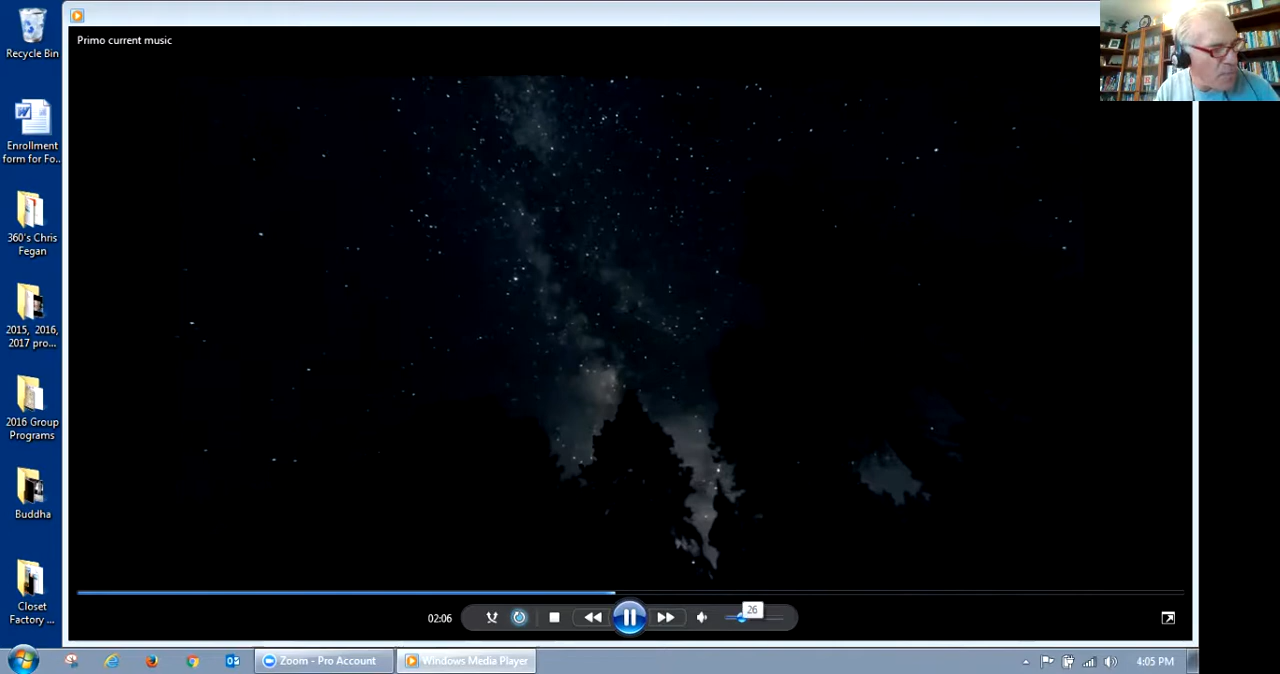 Primo current music
Recycle Bin
Enrollment
form for Fo...
360's Chris
Fegan
2015, 2016,
2017 pro...
2016 Group
Programs
Buddha
Closet
Factory ...
02:06
26
Zoom - Pro Account
Windows Media Player
4:05 PM